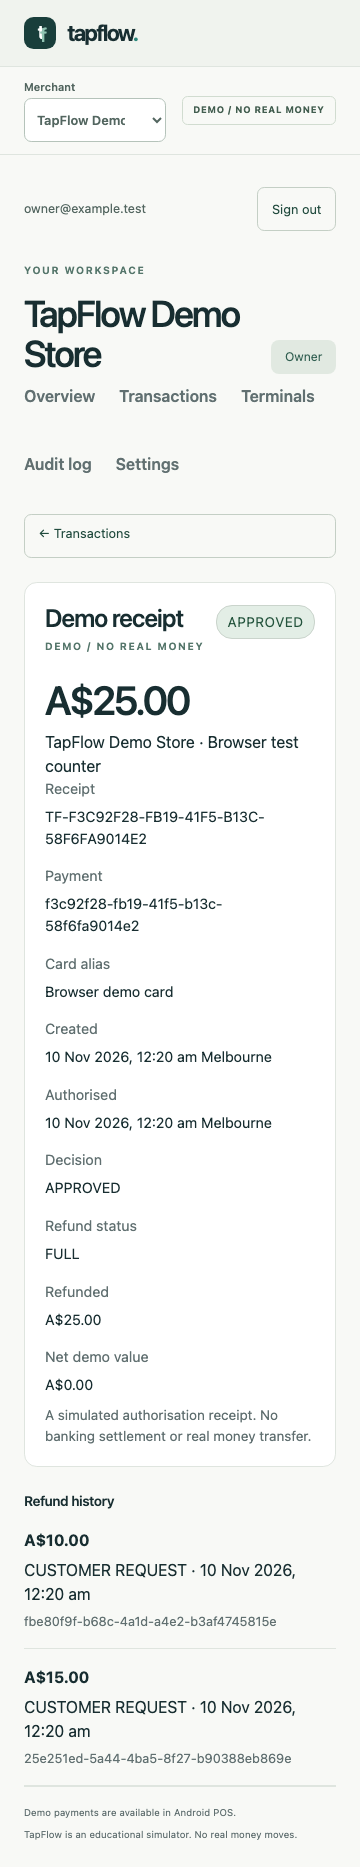 tapflow.
Merchant
TapFlow Demo
DEMO / NO REAL MONEY
owner@example.test
Sign out
YOUR WORKSPACE
TapFlow Demo
Store
Owner
Overview Transactions Terminals
Audit log Settings
← Transactions
Demo receipt
APPROVED
DEMO / NO REAL MONEY
A$25.00
TapFlow Demo Store · Browser test
counter
Receipt
TF-F3C92F28-FB19-41F5-B13C-
58F6FA9014E2
Payment
f3c92f28-fb19-41f5-b13c-
58f6fa9014e2
Card alias
Browser demo card
Created
10 Nov 2026, 12:20 am Melbourne
Authorised
10 Nov 2026, 12:20 am Melbourne
Decision
APPROVED
Refund status
FULL
Refunded
A$25.00
Net demo value
A$0.00
A simulated authorisation receipt. No
banking settlement or real money transfer.
Refund history
A$10.00
CUSTOMER REQUEST · 10 Nov 2026,
12:20 am
fbe80f9f-b68c-4a1d-a4e2-b3af4745815e
A$15.00
CUSTOMER REQUEST · 10 Nov 2026,
12:20 am
25e251ed-5a44-4ba5-8f27-b90388eb869e
Demo payments are available in Android POS.
TapFlow is an educational simulator. No real money moves.